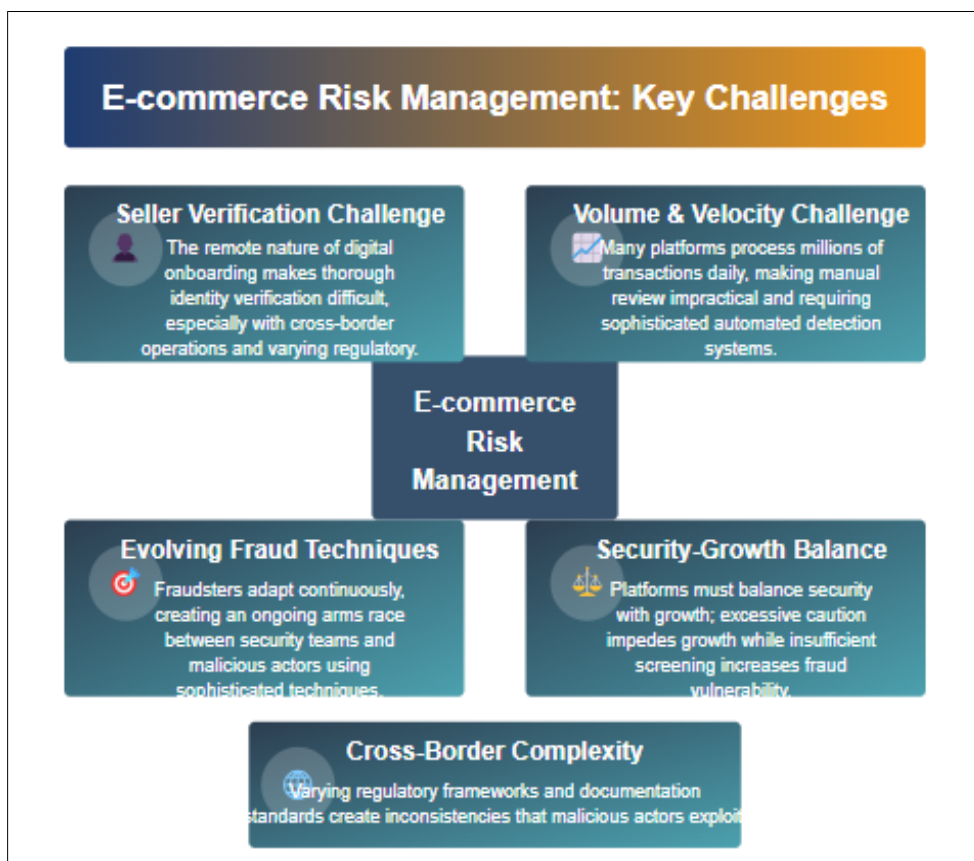 E-commerce Risk Management: Key Challenges
Seller Verification Challenge
The remote nature of digital
onboarding makes thorough
identity verification difficult,
especially with cross-border
operations and varying regulatory.
Volume & Velocity Challenge
Many platforms process millions of
transactions daily, making manual
review impractical and requiring
sophisticated automated detection
systems.
E-commerce
Risk
Management
Evolving Fraud Techniques
Fraudsters adapt continuously,
creating an ongoing arms race
between security teams and
malicious actors using
sophisticated techniques.
Security-Growth Balance
Platforms must balance security
with growth; excessive caution
impedes growth while insufficient
screening increases fraud
vulnerability.
Cross-Border Complexity
Varying regulatory frameworks and documentation
standards create inconsistencies that malicious actors exploit